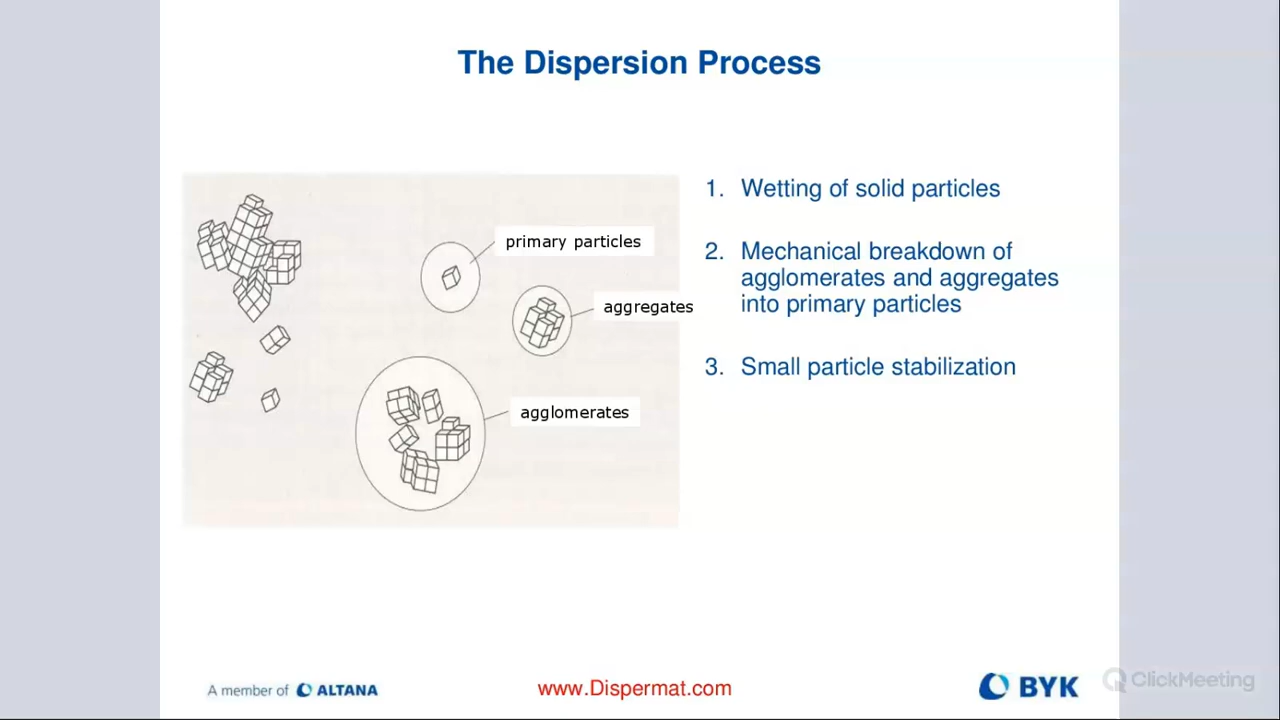 The Dispersion Process
primary particles
aggregates
agglomerates
1. Wetting of solid particles
2. Mechanical breakdown of
agglomerates and aggregates
into primary particles
3. Small particle stabilization
A member of ALTANA
www.Dispermat.com
BYK
ClickMeeting